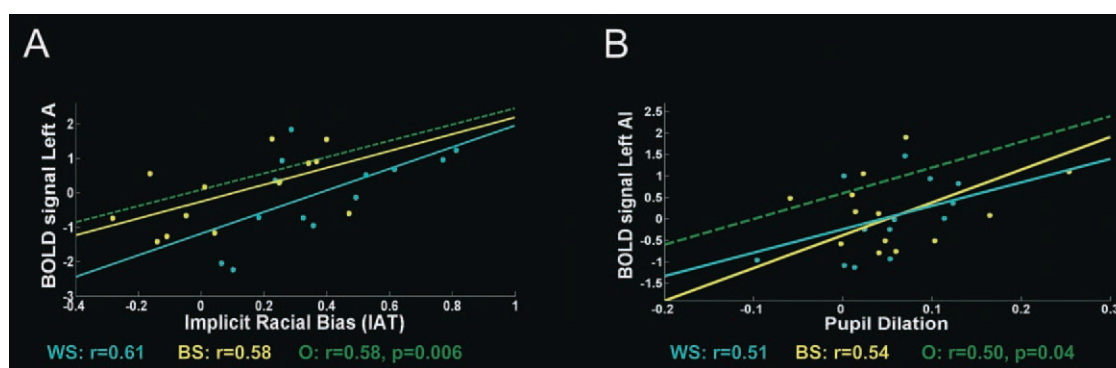 A
BOLD signal Left A
2
1
0
-1
-2
-3
-0.4 -0.2 0 0.2 0.4 0.6 0.8 1
Implicit Racial Bias (IAT)
WS: r=0.61 BS: r=0.58 O: r=0.58, p=0.006
B
BOLD signal Left AI
2.5
2
1.5
1
0.5
0
-0.5
-1
-1.5
-0.2 -0.1 0 0.1 0.2 0.3
Pupil Dilation
WS: r=0.51 BS: r=0.54 O: r=0.50, p=0.04